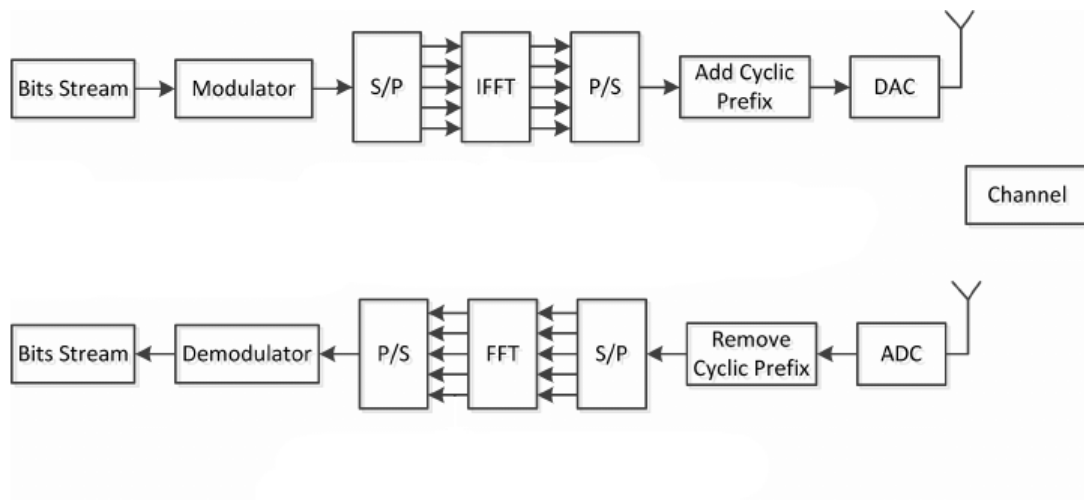 Bits Stream
Modulator
S/P
IFFT
P/S
Add Cyclic
Prefix
DAC
Channel
Bits Stream
Demodulator
P/S
FFT
S/P
Remove
Cyclic Prefix
ADC